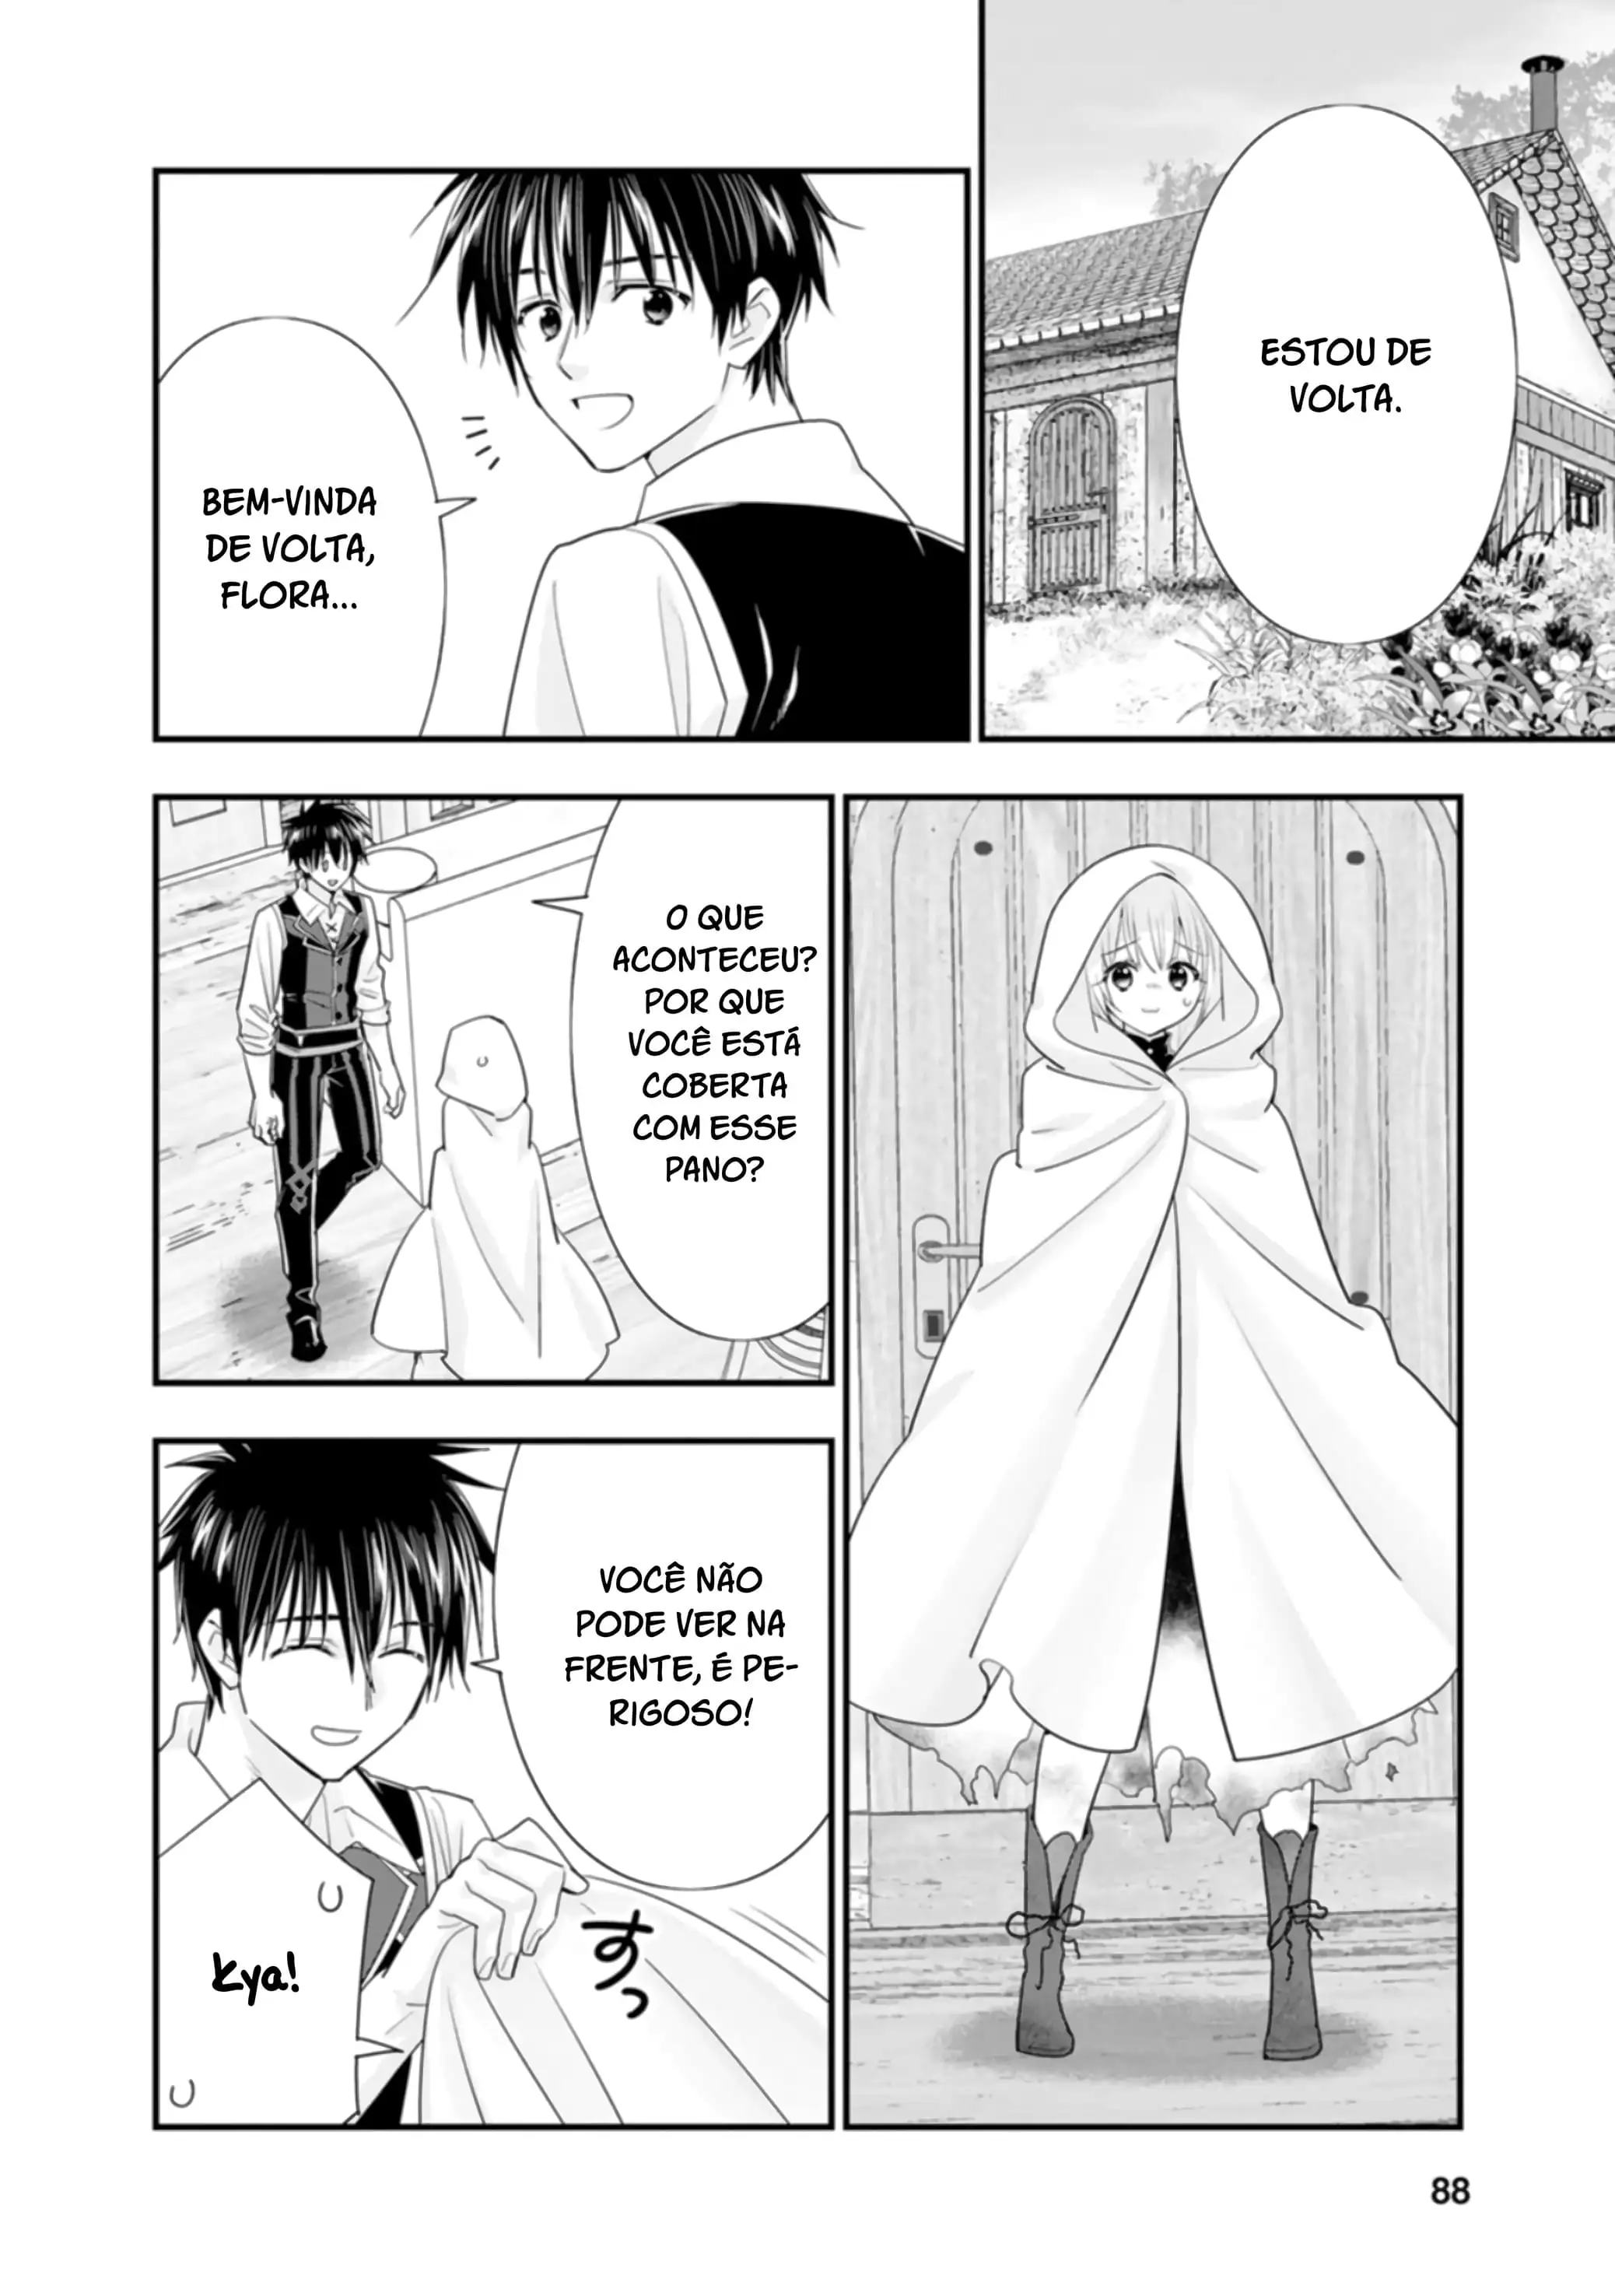 ESTOU DE
VOLTA.
BEM-VINDA
DE VOLTA,
FLORA...
O QUE
ACONTECEU?
POR QUE
VOCÊ ESTÁ
COBERTA
COM ESSE
PANO?
VOCÊ NÃO
PODE VER NA
FRENTE, É PE-
RIGOSO!
すっ
Kya!
88